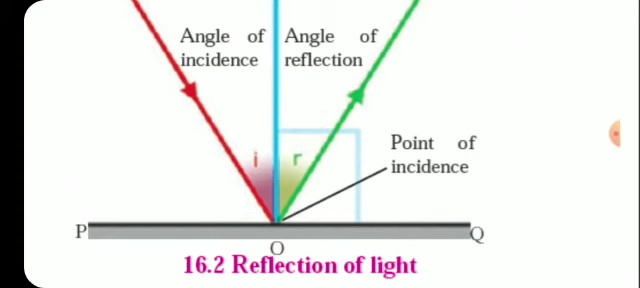 Angle of
incidence
Angle of
reflection
i
r
Point of
incidence
P
Q
O
16.2 Reflection of light